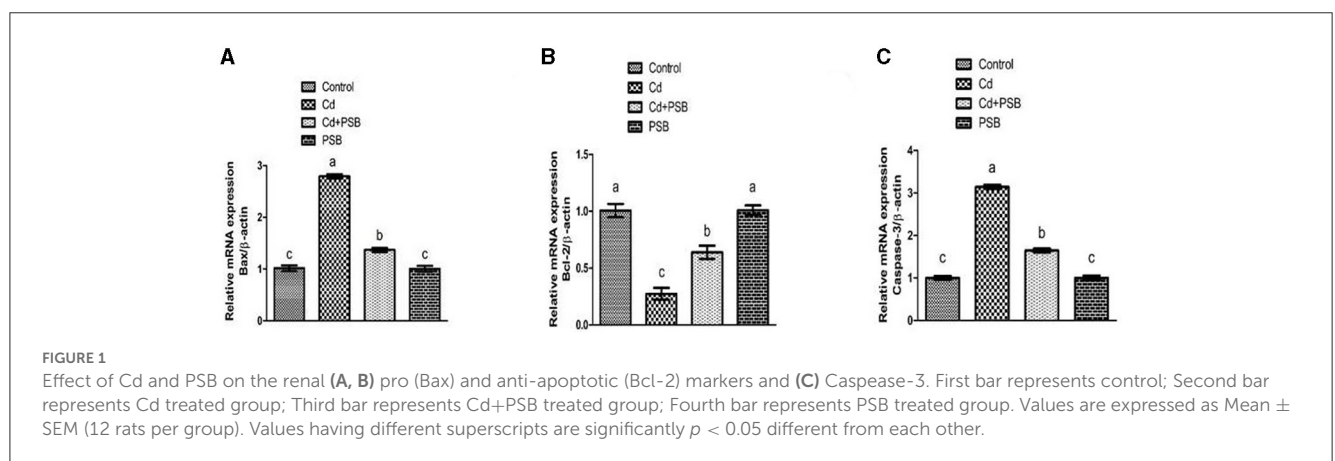 A
Control
Cd
Cd+PSB
PSB
Relative mRNA expression
Bax/β-actin
3
2
1
0
c
a
b
c
B
Control
Cd
Cd+PSB
PSB
Relative mRNA expression
Bcl-2/β-actin
1.5
1.0
0.5
0.0
a
c
b
a
C
Control
Cd
Cd+PSB
PSB
Relative mRNA expression
Caspase-3/β-actin
4
3
2
1
0
c
a
b
c
FIGURE 1
Effect of Cd and PSB on the renal (A, B) pro (Bax) and anti-apoptotic (Bcl-2) markers and (C) Caspease-3. First bar represents control; Second bar
represents Cd treated group; Third bar represents Cd+PSB treated group; Fourth bar represents PSB treated group. Values are expressed as Mean ±
SEM (12 rats per group). Values having different superscripts are significantly p < 0.05 different from each other.